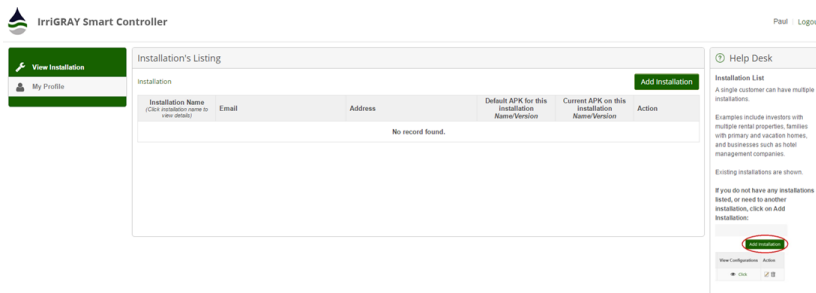 IrriGRAY Smart Controller
Paul
Logou
View Installation
My Profile
Installation's Listing
Installation
Add Installation
Installation Name
(Click installation name to
view details)
Email
Address
Default APK for this
installation
Name/Version
Current APK on this
installation
Name/Version
Action
No record found.
Help Desk
Installation List
A single customer can have multiple
installations.
Examples include investors with
multiple rental properties, families
with primary and vacation homes,
and businesses such as hotel
management companies.
Existing installations are shown.
If you do not have any installations
listed, or need to another
installation, click on Add
Installation:
Add Installation
View Configurations Action
Click